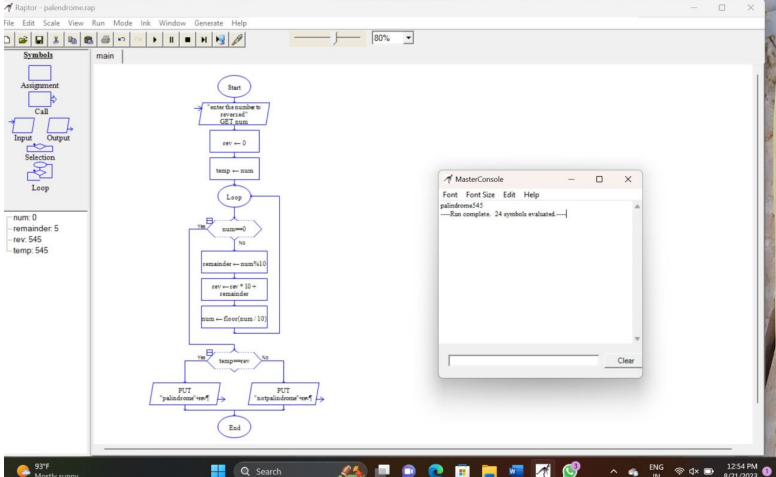 Raptor - palendrome.rap
File Edit Scale View Run Mode Ink Window Generate Help
80%
Symbols
main
Assignment
Call
Input Output
Selection
Loop
num: 0
remainder: 5
rev: 545
temp: 545
Start
"enter the number to
reversed"
GET num
rev ← 0
temp ← num
Loop
Yes
num==0
No
remainder ← num%10
rev ← rev * 10 +
remainder
num ← floor(num / 10)
Yes
temp==rev
No
PUT
"palindrome"+rev¶
PUT
"notpalindrome"+rev¶
End
MasterConsole
Font Font Size Edit Help
palindrome545
----Run complete. 24 symbols evaluated.----
Clear
93°F
Mostly sunny
Search
ENG
IN
12:54 PM
8/21/2023